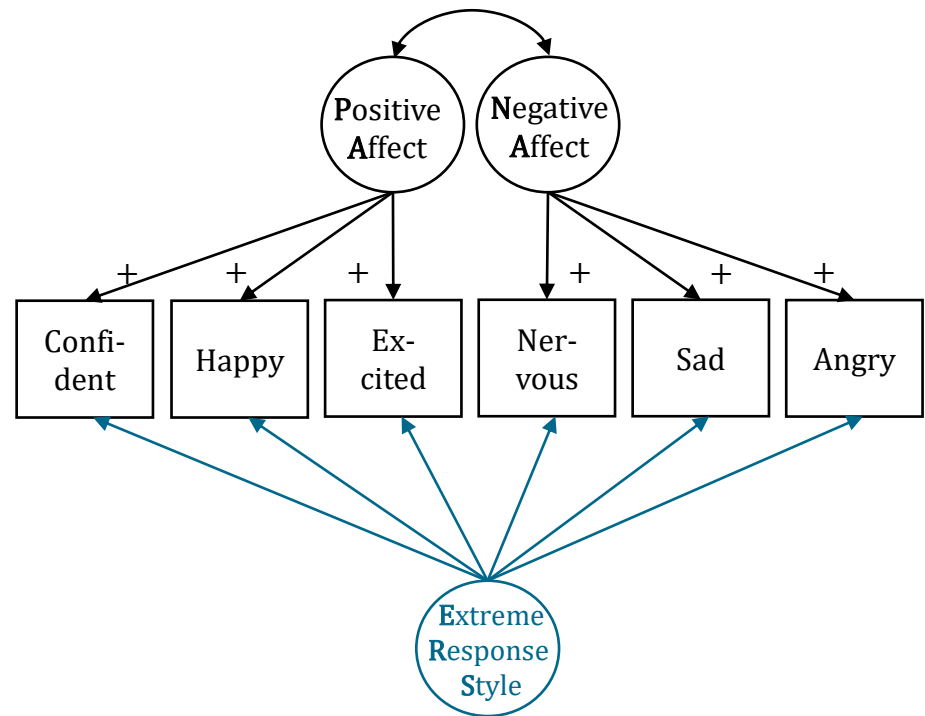 Positive
Affect
Negative
Affect
+ + + + + +
Confi-
dent
Happy
Ex-
cited
Ner-
vous
Sad
Angry
Extreme
Response
Style